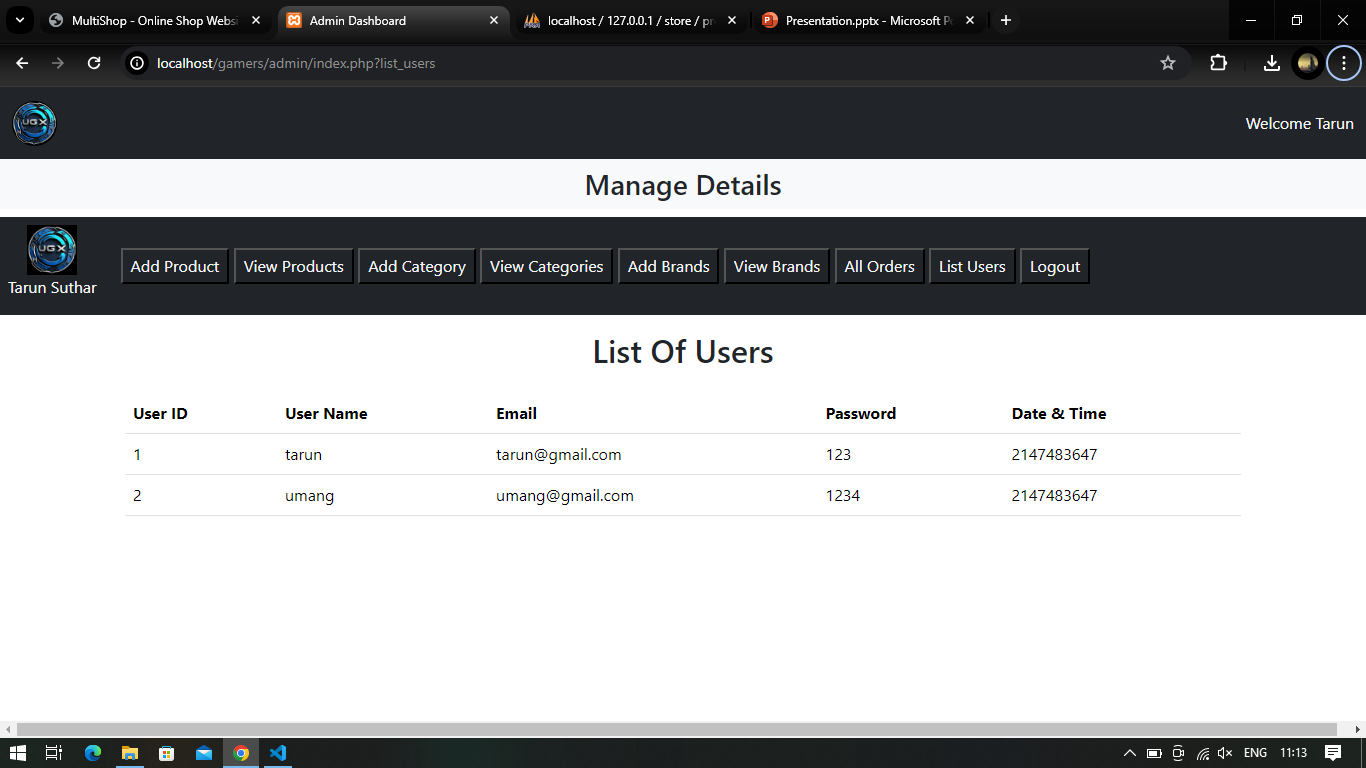 MultiShop - Online Shop Websi
Admin Dashboard
localhost / 127.0.0.1 / store / pr
Presentation.pptx - Microsoft Po
localhost/gamers/admin/index.php?list_users
UGX
Welcome Tarun
Manage Details
UGX
Tarun Suthar
Add Product
View Products
Add Category
View Categories
Add Brands
View Brands
All Orders
List Users
Logout
List Of Users
User ID User Name Email Password Date & Time
1 tarun tarun@gmail.com 123 2147483647
2 umang umang@gmail.com 1234 2147483647
ENG 11:13